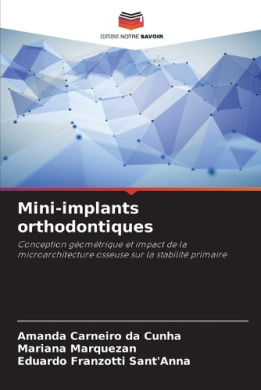 EDITIONS NOTRE SAVOIR
Mini-implants
orthodontiques
Conception géométrique et impact de la
microarchitecture osseuse sur la stabilité primaire
Amanda Carneiro da Cunha
Mariana Marquezan
Eduardo Franzotti Sant'Anna